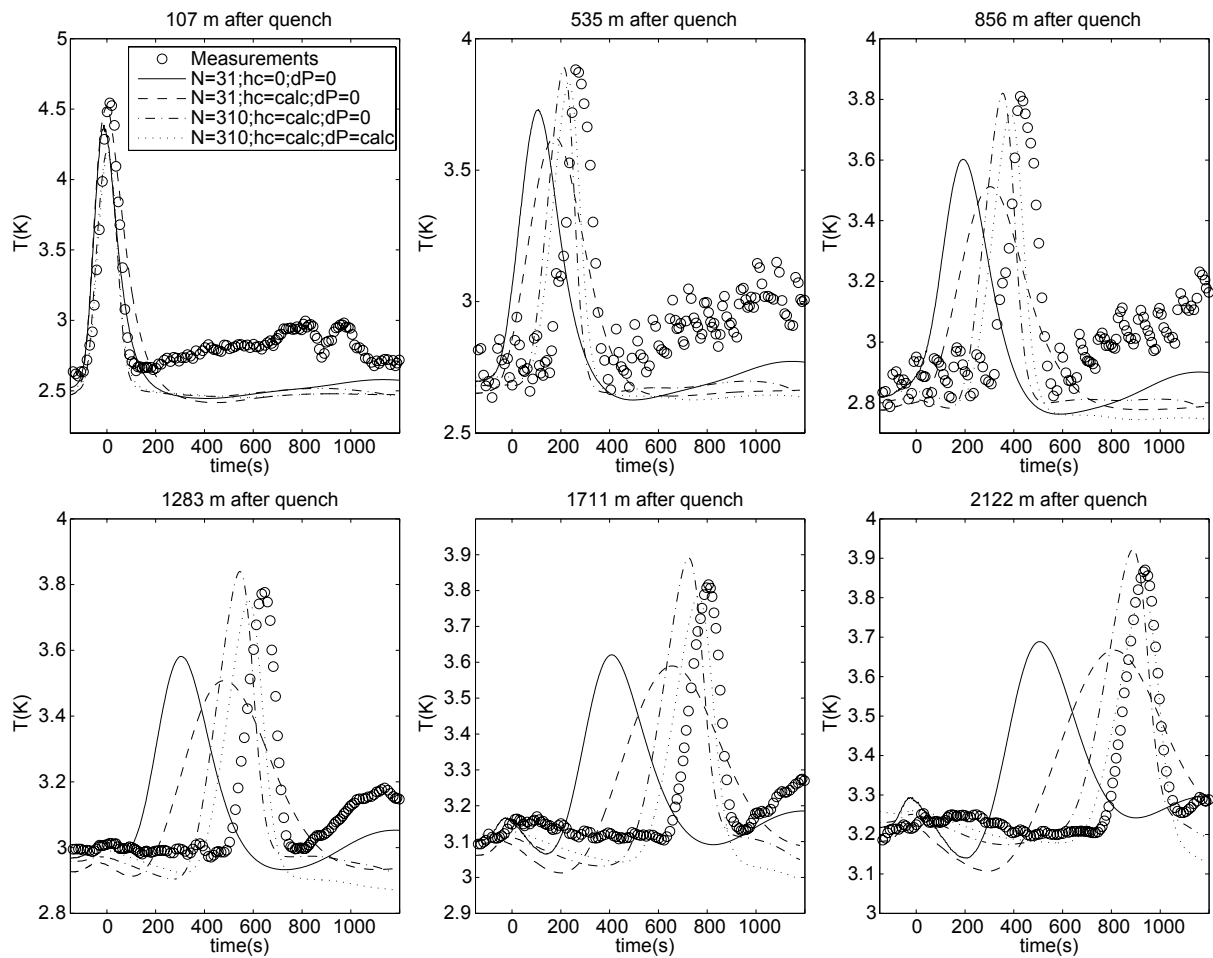 107 m after quench
535 m after quench
856 m after quench
Measurements
N=31;hc=0;dP=0
N=31;hc=calc;dP=0
N=310;hc=calc;dP=0
N=310;hc=calc;dP=calc
T(K)
5
4.5
4
3.5
3
2.5
0 200 400 600 800 1000
time(s)
T(K)
4
3.5
3
2.5
0 200 400 600 800 1000
time(s)
T(K)
4
3.8
3.6
3.4
3.2
3
2.8
2.6
0 200 400 600 800 1000
time(s)
1283 m after quench
1711 m after quench
2122 m after quench
T(K)
4
3.8
3.6
3.4
3.2
3
2.8
0 200 400 600 800 1000
time(s)
T(K)
3.9
3.8
3.7
3.6
3.5
3.4
3.3
3.2
3.1
3
2.9
0 200 400 600 800 1000
time(s)
T(K)
4
3.9
3.8
3.7
3.6
3.5
3.4
3.3
3.2
3.1
3
0 200 400 600 800 1000
time(s)